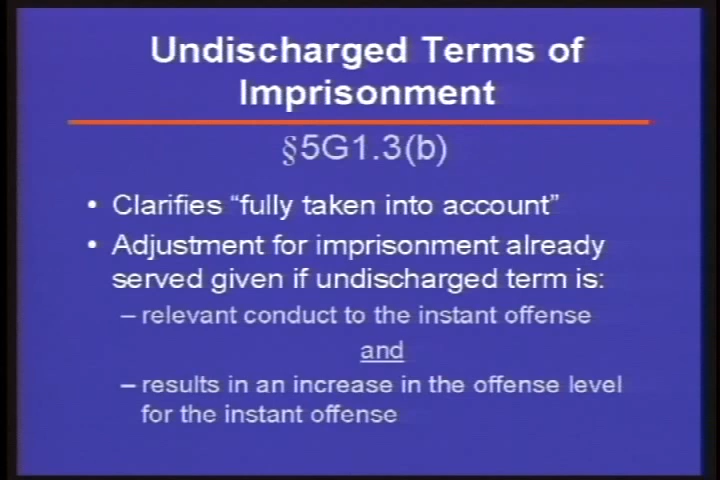 Undischarged Terms of
Imprisonment
§5G1.3(b)
• Clarifies “fully taken into account”
• Adjustment for imprisonment already
served given if undischarged term is:
– relevant conduct to the instant offense
and
– results in an increase in the offense level
for the instant offense